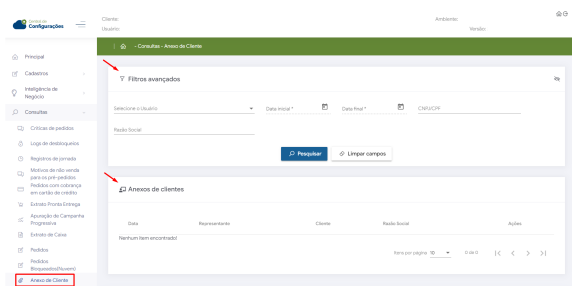 Central de
Configurações
Cliente:
Usuário:
Ambiente:
Versão:
- Consultas - Anexo de Cliente
Principal
Cadastros
Inteligência de
Negócio
Consultas
Críticas de pedidos
Logs de desbloqueios
Registros de jornada
Motivos de não venda
para os pré-pedidos
Pedidos com cobrança
em cartão de crédito
Extrato Pronta Entrega
Apuração de Campanha
Progressiva
Extrato de Caixa
Pedidos
Pedidos
Bloqueados(Nuvem)
Anexo de Cliente
Filtros avançados
Selecione o Usuário
Data inicial *
Data final *
CNPJ/CPF
Razão Social
Pesquisar
Limpar campos
Anexos de clientes
Data
Representante
Cliente
Razão Social
Ações
Nenhum item encontrado!
Itens por página 10
0 de 0